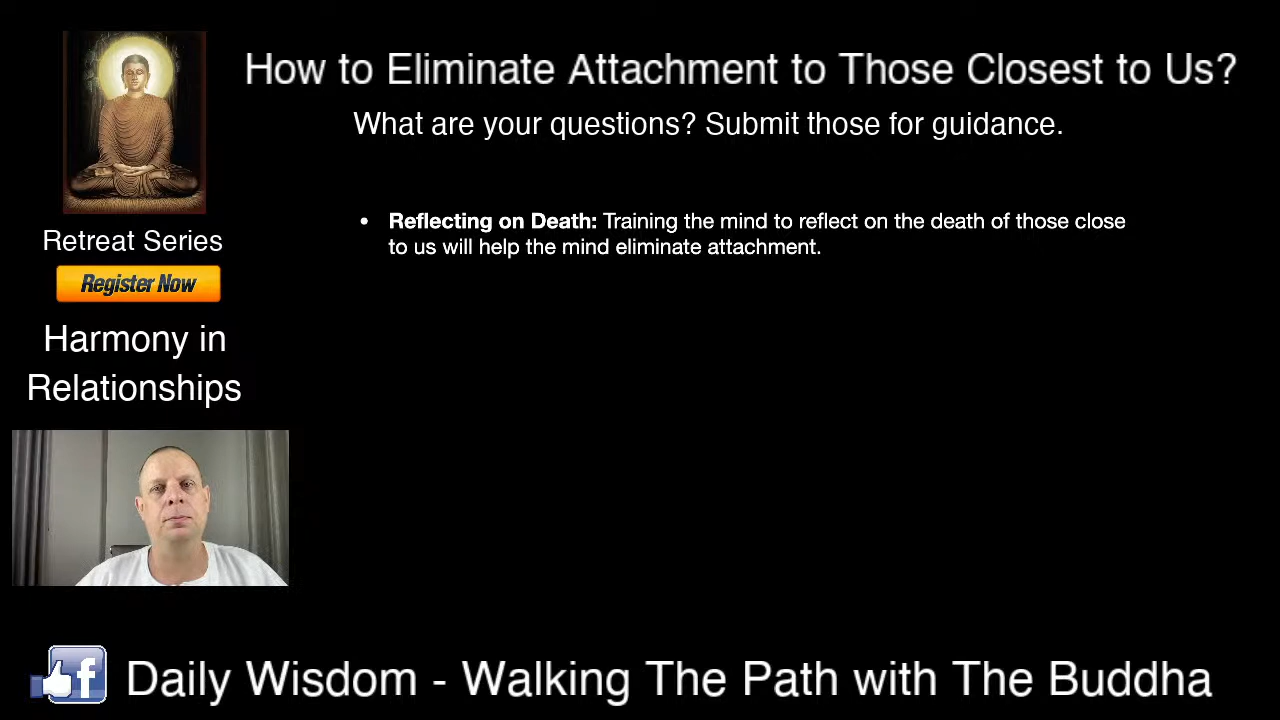 How to Eliminate Attachment to Those Closest to Us?
What are your questions? Submit those for guidance.
• Reflecting on Death: Training the mind to reflect on the death of those close
to us will help the mind eliminate attachment.
Retreat Series
Register Now
Harmony in
Relationships
f
Daily Wisdom - Walking The Path with The Buddha